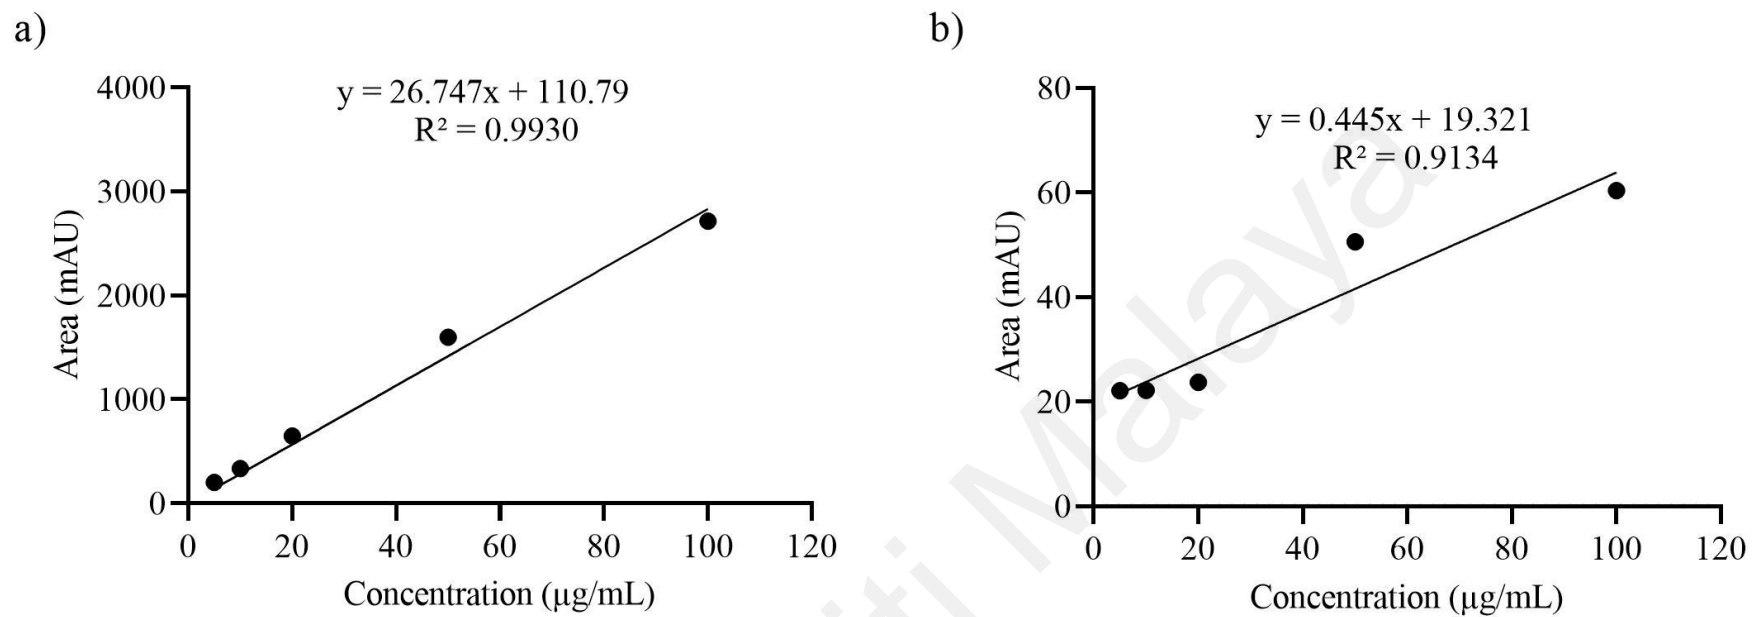 a)
y = 26.747x + 110.79
R² = 0.9930
4000
3000
2000
1000
0
Area (mAU)
0 20 40 60 80 100 120
Concentration (µg/mL)
b)
y = 0.445x + 19.321
R² = 0.9134
80
60
40
20
0
Area (mAU)
0 20 40 60 80 100 120
Concentration (µg/mL)
iti Malaya